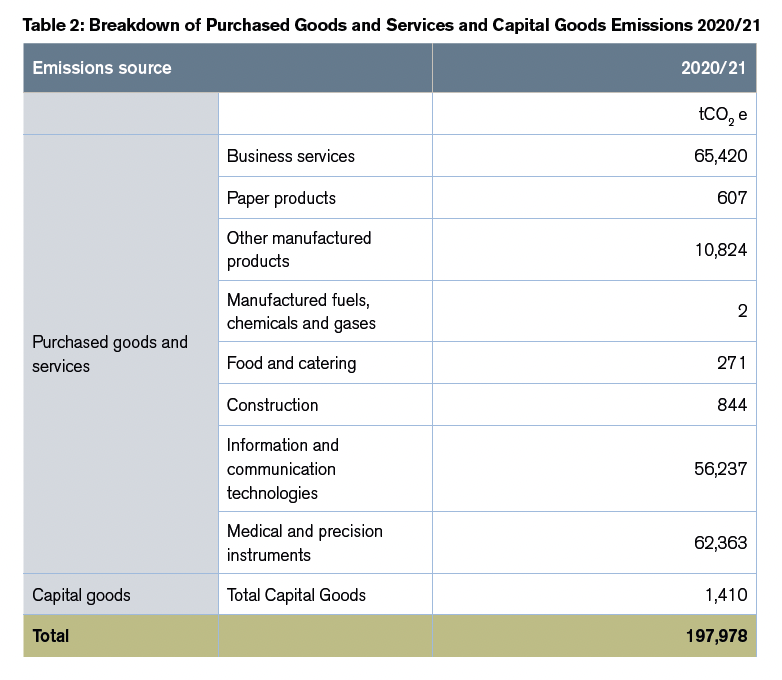 Table 2: Breakdown of Purchased Goods and Services and Capital Goods Emissions 2020/21
Emissions source 2020/21
tCO₂ e
Purchased goods and
services
Business services 65,420
Paper products 607
Other manufactured
products 10,824
Manufactured fuels,
chemicals and gases 2
Food and catering 271
Construction 844
Information and
communication
technologies 56,237
Medical and precision
instruments 62,363
Capital goods Total Capital Goods 1,410
Total 197,978